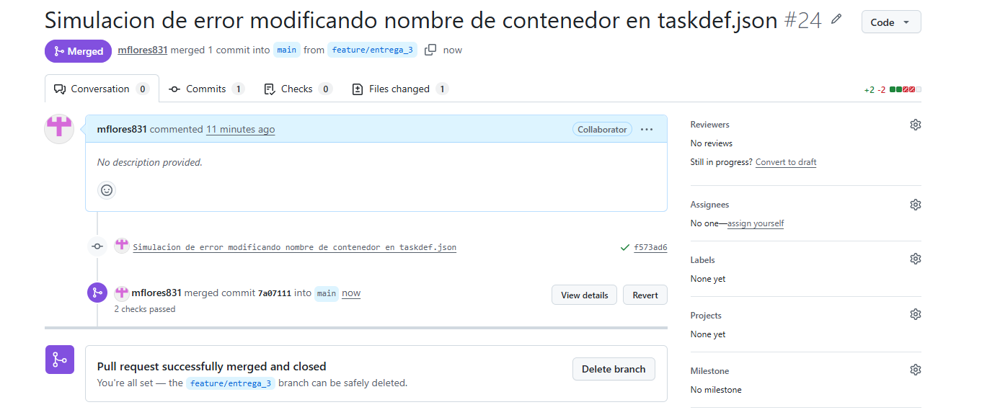 Simulacion de error modificando nombre de contenedor en taskdef.json #24
Code
Merged mflores831 merged 1 commit into main from feature/entrega_3 now
Conversation 0 Commits 1 Checks 0 Files changed 1
+2 -2
mflores831 commented 11 minutes ago Collaborator
No description provided.
Simulacion de error modificando nombre de contenedor en taskdef.json f573ad6
mflores831 merged commit 7a07111 into main now View details Revert
2 checks passed
Pull request successfully merged and closed
You're all set — the feature/entrega_3 branch can be safely deleted.
Delete branch
Reviewers
No reviews
Still in progress? Convert to draft
Assignees
No one—assign yourself
Labels
None yet
Projects
None yet
Milestone
No milestone